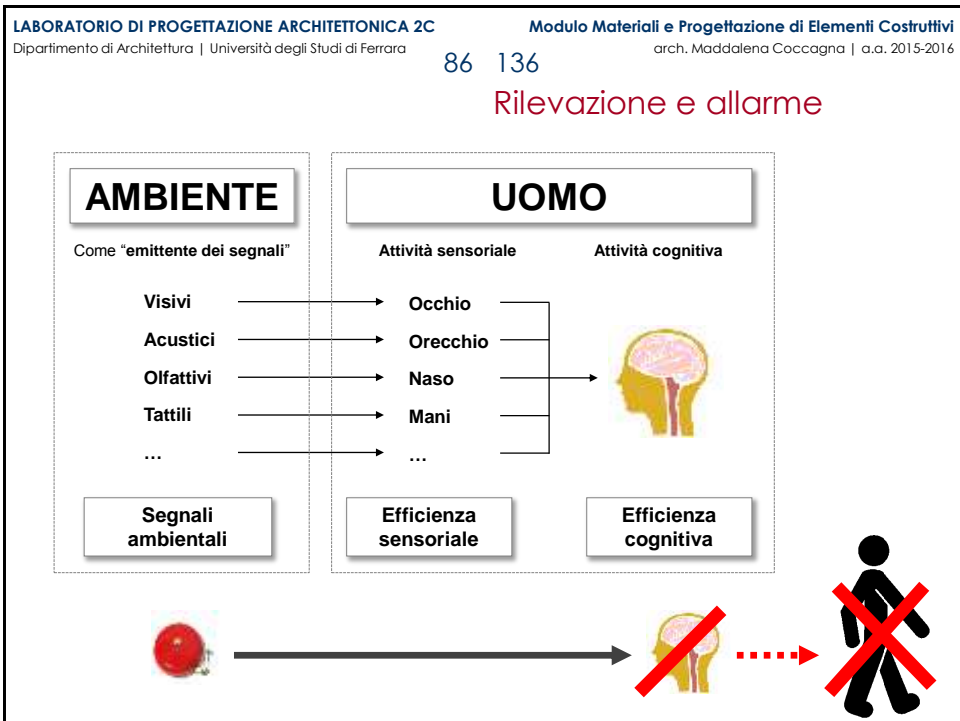 LABORATORIO DI PROGETTAZIONE ARCHITETTONICA 2C
Modulo Materiali e Progettazione di Elementi Costruttivi
Dipartimento di Architettura | Università degli Studi di Ferrara
arch. Maddalena Coccagna | a.a. 2015-2016
86 136
Rilevazione e allarme
AMBIENTE
UOMO
Come “emittente dei segnali”
Attività sensoriale
Attività cognitiva
Visivi
Occhio
Acustici
Orecchio
Olfattivi
Naso
Tattili
Mani
…
…
Segnali
ambientali
Efficienza
sensoriale
Efficienza
cognitiva